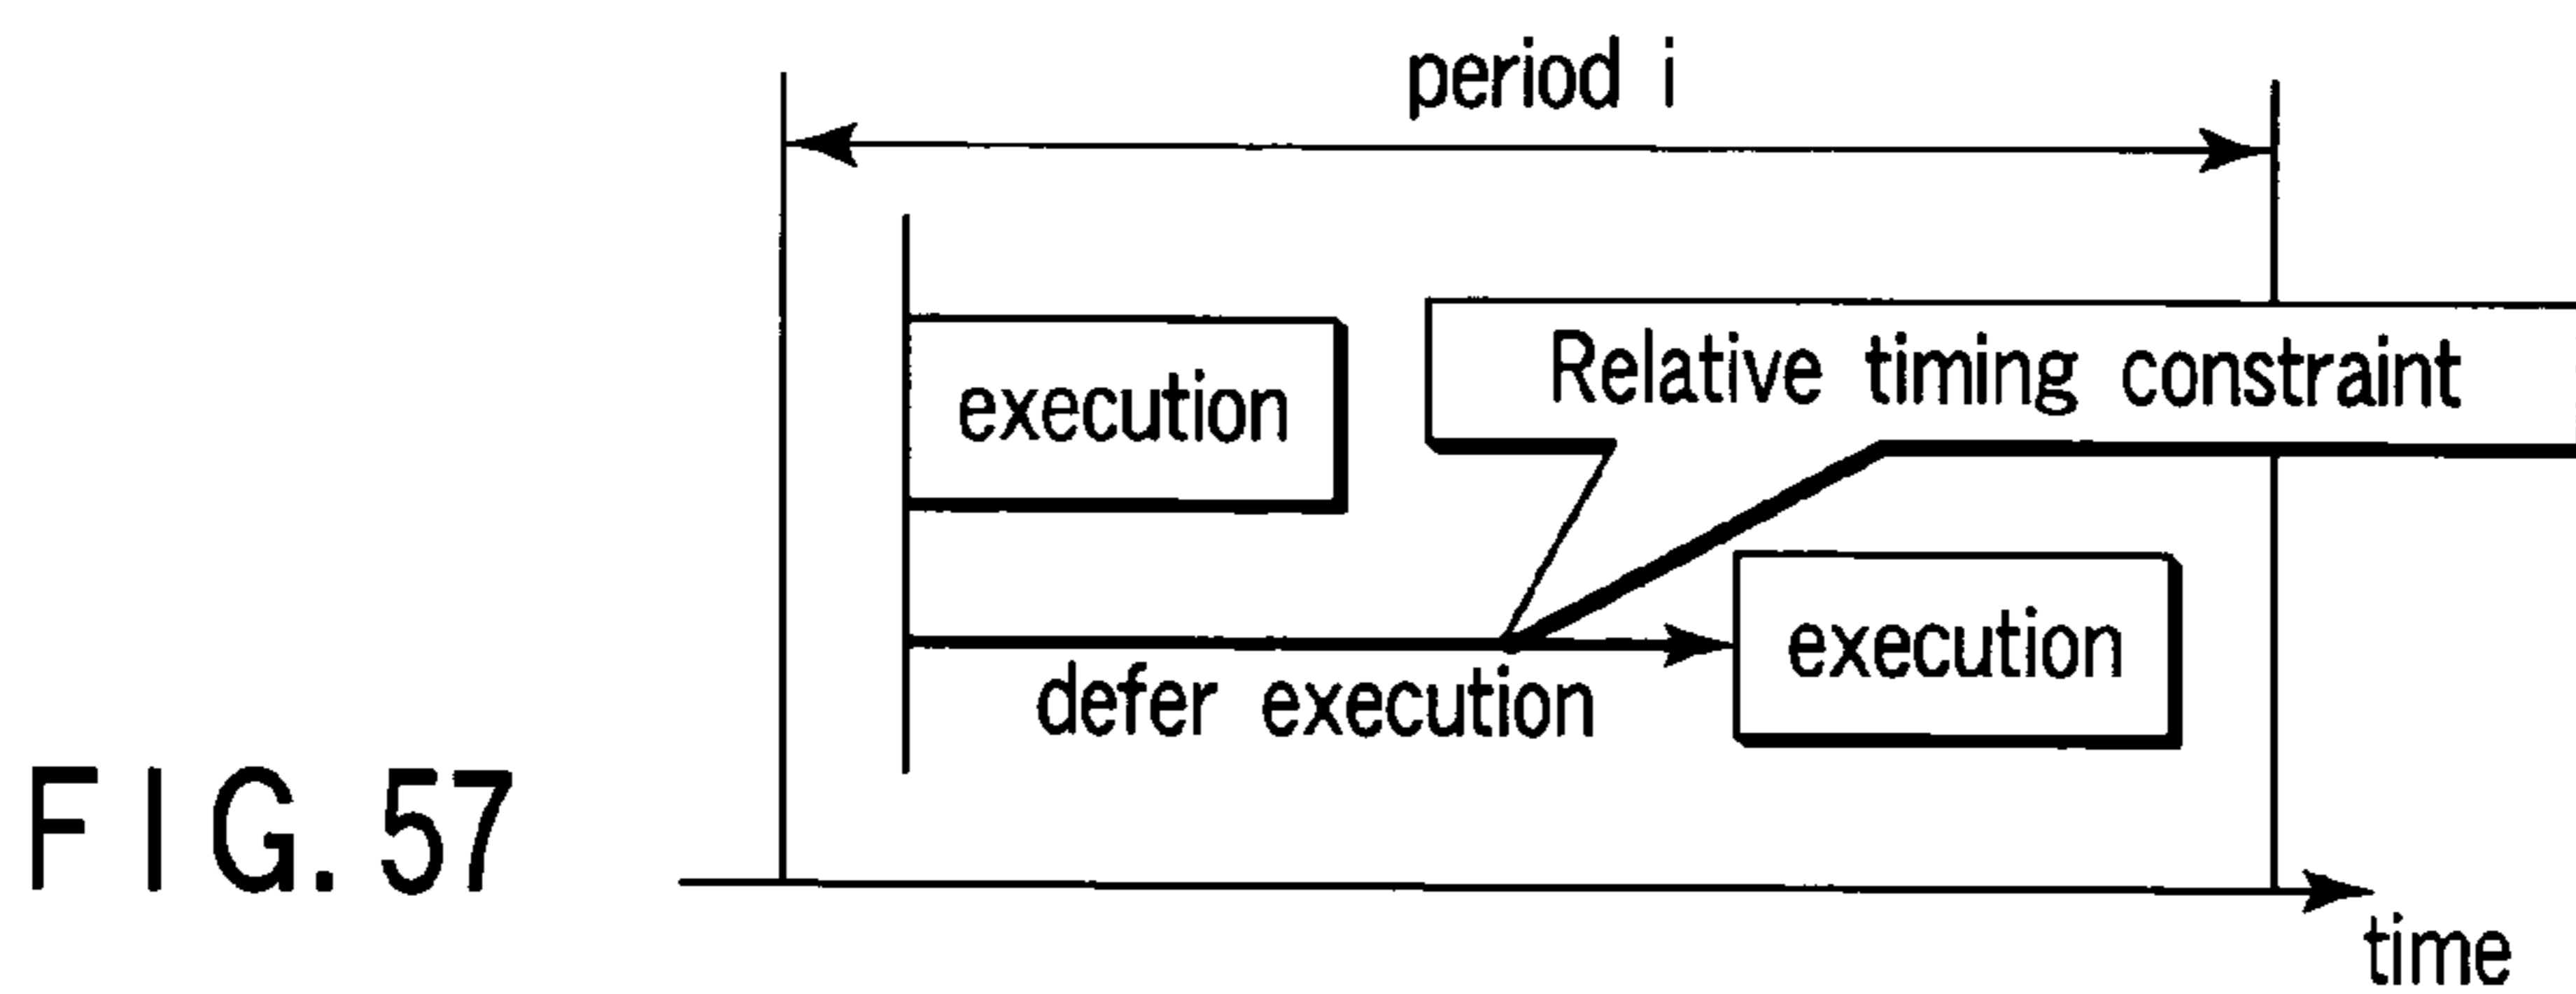 period i
Relative timing constraint
execution
execution
defer execution
FIG. 57
time